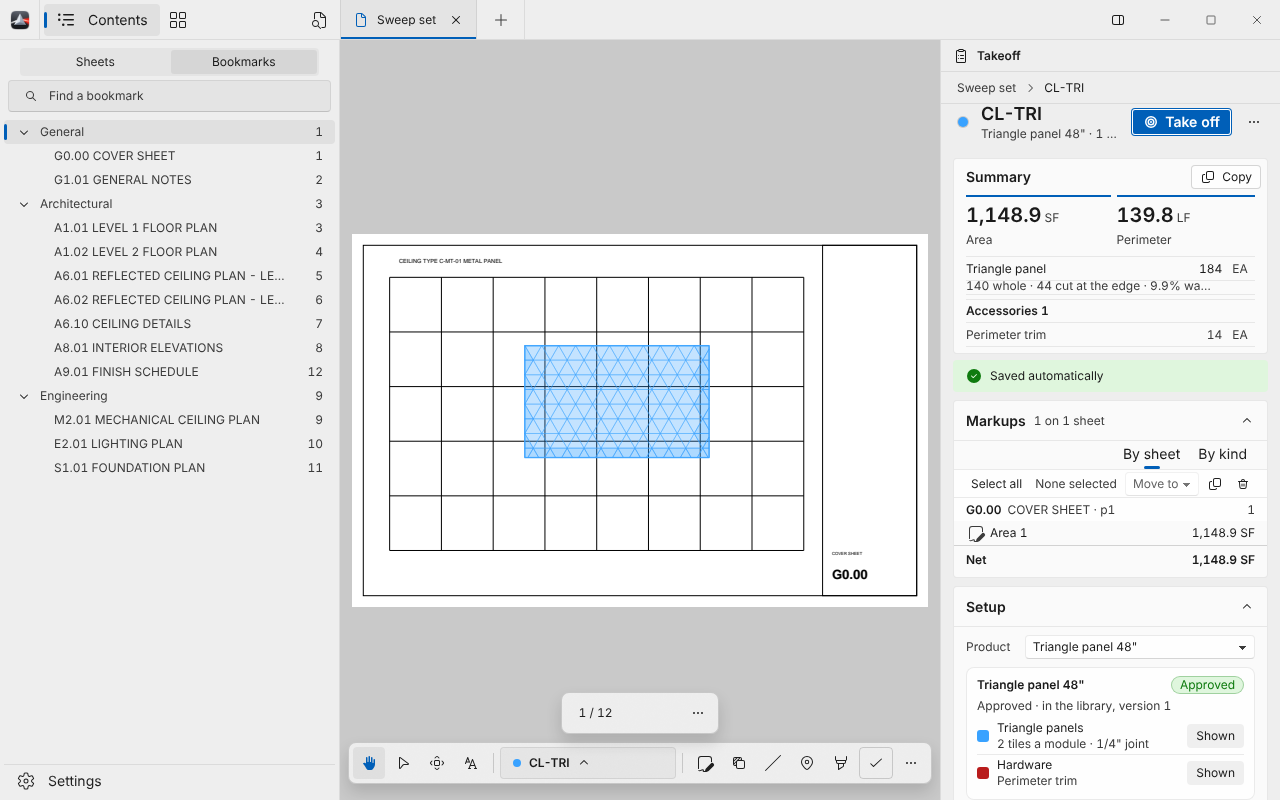 Contents
Sweep set
Sheets
Bookmarks
Find a bookmark
General 1
G0.00 COVER SHEET 1
G1.01 GENERAL NOTES 2
Architectural 3
A1.01 LEVEL 1 FLOOR PLAN 3
A1.02 LEVEL 2 FLOOR PLAN 4
A6.01 REFLECTED CEILING PLAN - LE... 5
A6.02 REFLECTED CEILING PLAN - LE... 6
A6.10 CEILING DETAILS 7
A8.01 INTERIOR ELEVATIONS 8
A9.01 FINISH SCHEDULE 12
Engineering 9
M2.01 MECHANICAL CEILING PLAN 9
E2.01 LIGHTING PLAN 10
S1.01 FOUNDATION PLAN 11
Settings
CEILING TYPE C-MT-01 METAL PANEL
COVER SHEET
G0.00
1 / 12
CL-TRI
Takeoff
Sweep set > CL-TRI
CL-TRI
Triangle panel 48" · 1 ...
Take off
Summary
Copy
1,148.9 SF
Area
139.8 LF
Perimeter
Triangle panel 184 EA
140 whole · 44 cut at the edge · 9.9% wa...
Accessories 1
Perimeter trim 14 EA
Saved automatically
Markups 1 on 1 sheet
By sheet By kind
Select all None selected Move to
G0.00 COVER SHEET · p1 1
Area 1 1,148.9 SF
Net 1,148.9 SF
Setup
Product Triangle panel 48"
Triangle panel 48" Approved
Approved · in the library, version 1
Triangle panels
2 tiles a module · 1/4" joint
Shown
Hardware
Perimeter trim
Shown